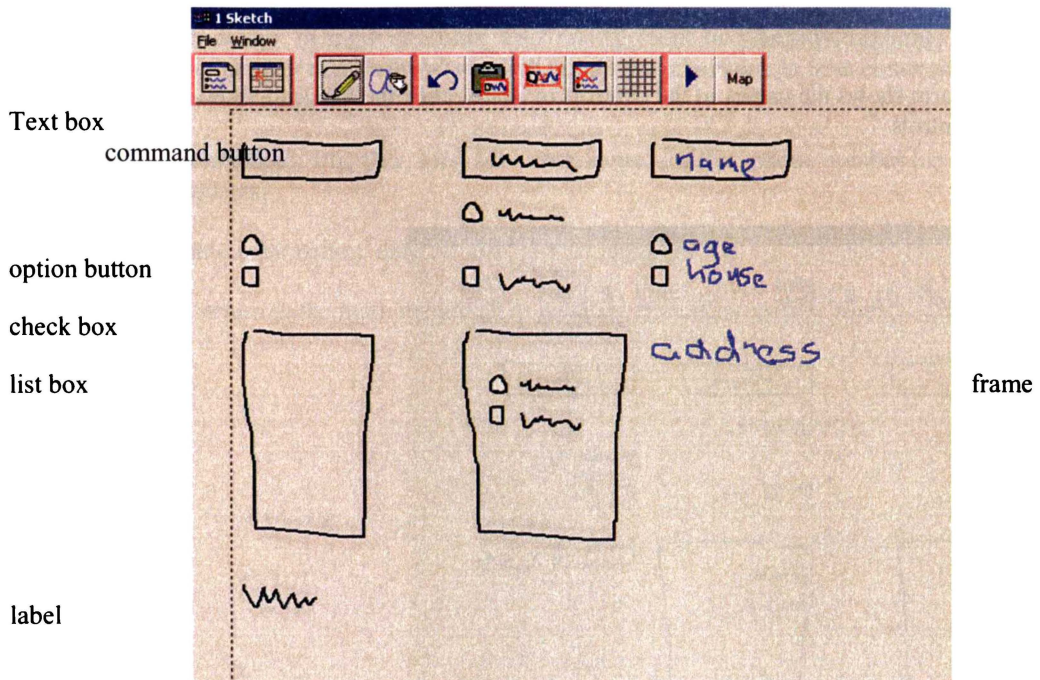 1 Sketch
File Window
Map
Text box
command button
name
age
option button
house
check box
address
list box
frame
label